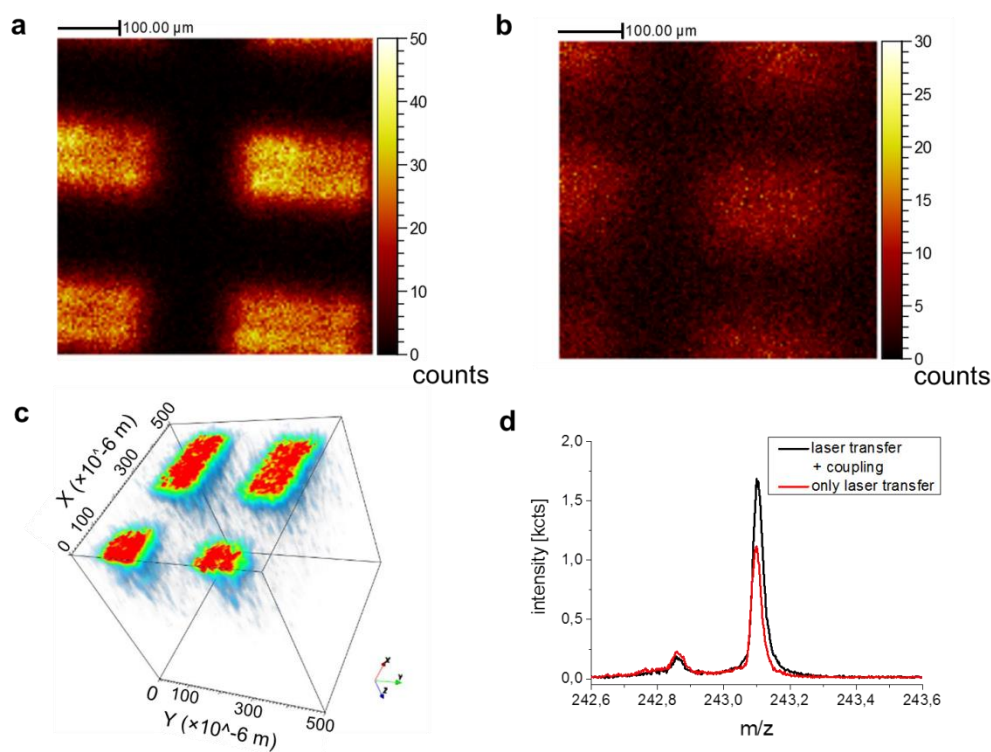 a
100.00 µm
50
40
30
20
10
0
counts
b
100.00 µm
30
25
20
15
10
5
0
counts
c
500
300
100
0
X (×10^-6 m)
0
100
300
500
Y (×10^-6 m)
X
Y
Z
d
2,0
1,5
1,0
0,5
0,0
intensity [kcts]
laser transfer
+ coupling
only laser transfer
242,6 242,8 243,0 243,2 243,4 243,6
m/z